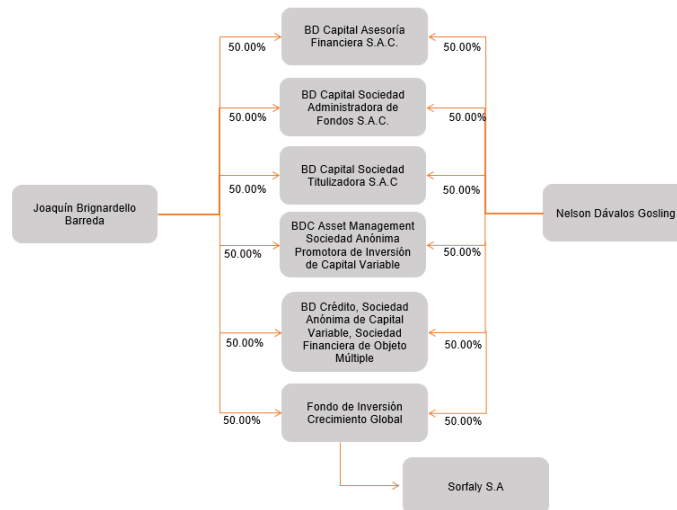 BD Capital Asesoría
Financiera S.A.C.
50.00%
50.00%
BD Capital Sociedad
Administradora de
Fondos S.A.C.
50.00%
50.00%
BD Capital Sociedad
Titulizadora S.A.C
50.00%
50.00%
Joaquín Brignardello
Barreda
Nelson Dávalos Gosling
BDC Asset Management
Sociedad Anónima
Promotora de Inversión
de Capital Variable
50.00%
50.00%
BD Crédito, Sociedad
Anónima de Capital
Variable, Sociedad
Financiera de Objeto
Múltiple
50.00%
50.00%
Fondo de Inversión
Crecimiento Global
50.00%
50.00%
Sorfaly S.A